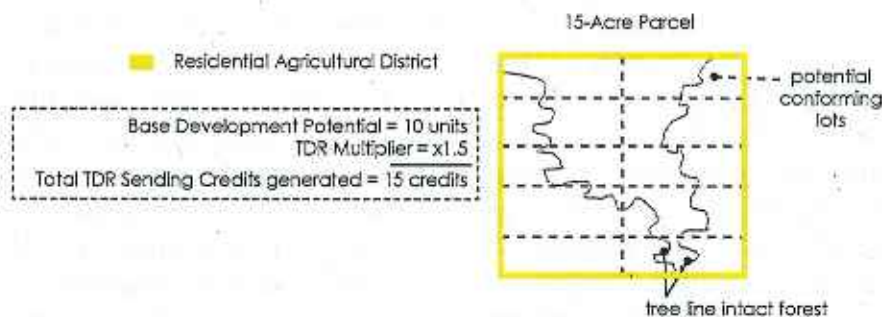 15-Acre Parcel
Residential Agricultural District
potential
conforming
lots
Base Development Potential = 10 units
TDR Multiplier = x1.5
Total TDR Sending Credits generated = 15 credits
tree line intact forest